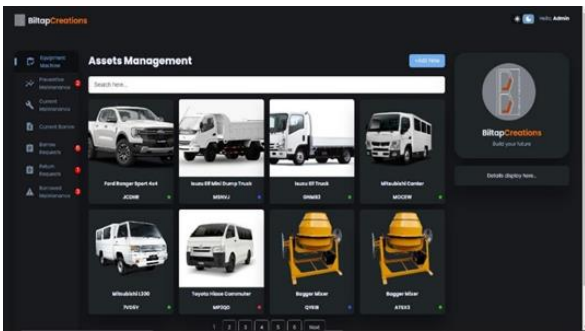 BiltapCreations
Hello, Admin
Equipment
Machine
Preventive
Maintenance
Current
Maintenance
Current Borrow
Borrow
Requests
Return
Requests
Borrowed
Maintenance
Assets Management
Search here...
Ford Ranger Sport 4x4
Isuzu Elf Mini Dump Truck
Isuzu Elf Truck
Mitsubishi Canter
Mitsubishi L300
Toyota Hiace Commuter
Bagger Mixer
Bagger Mixer
1 2 3 4 5 6 Next
BiltapCreations
Build your future
Details display here...